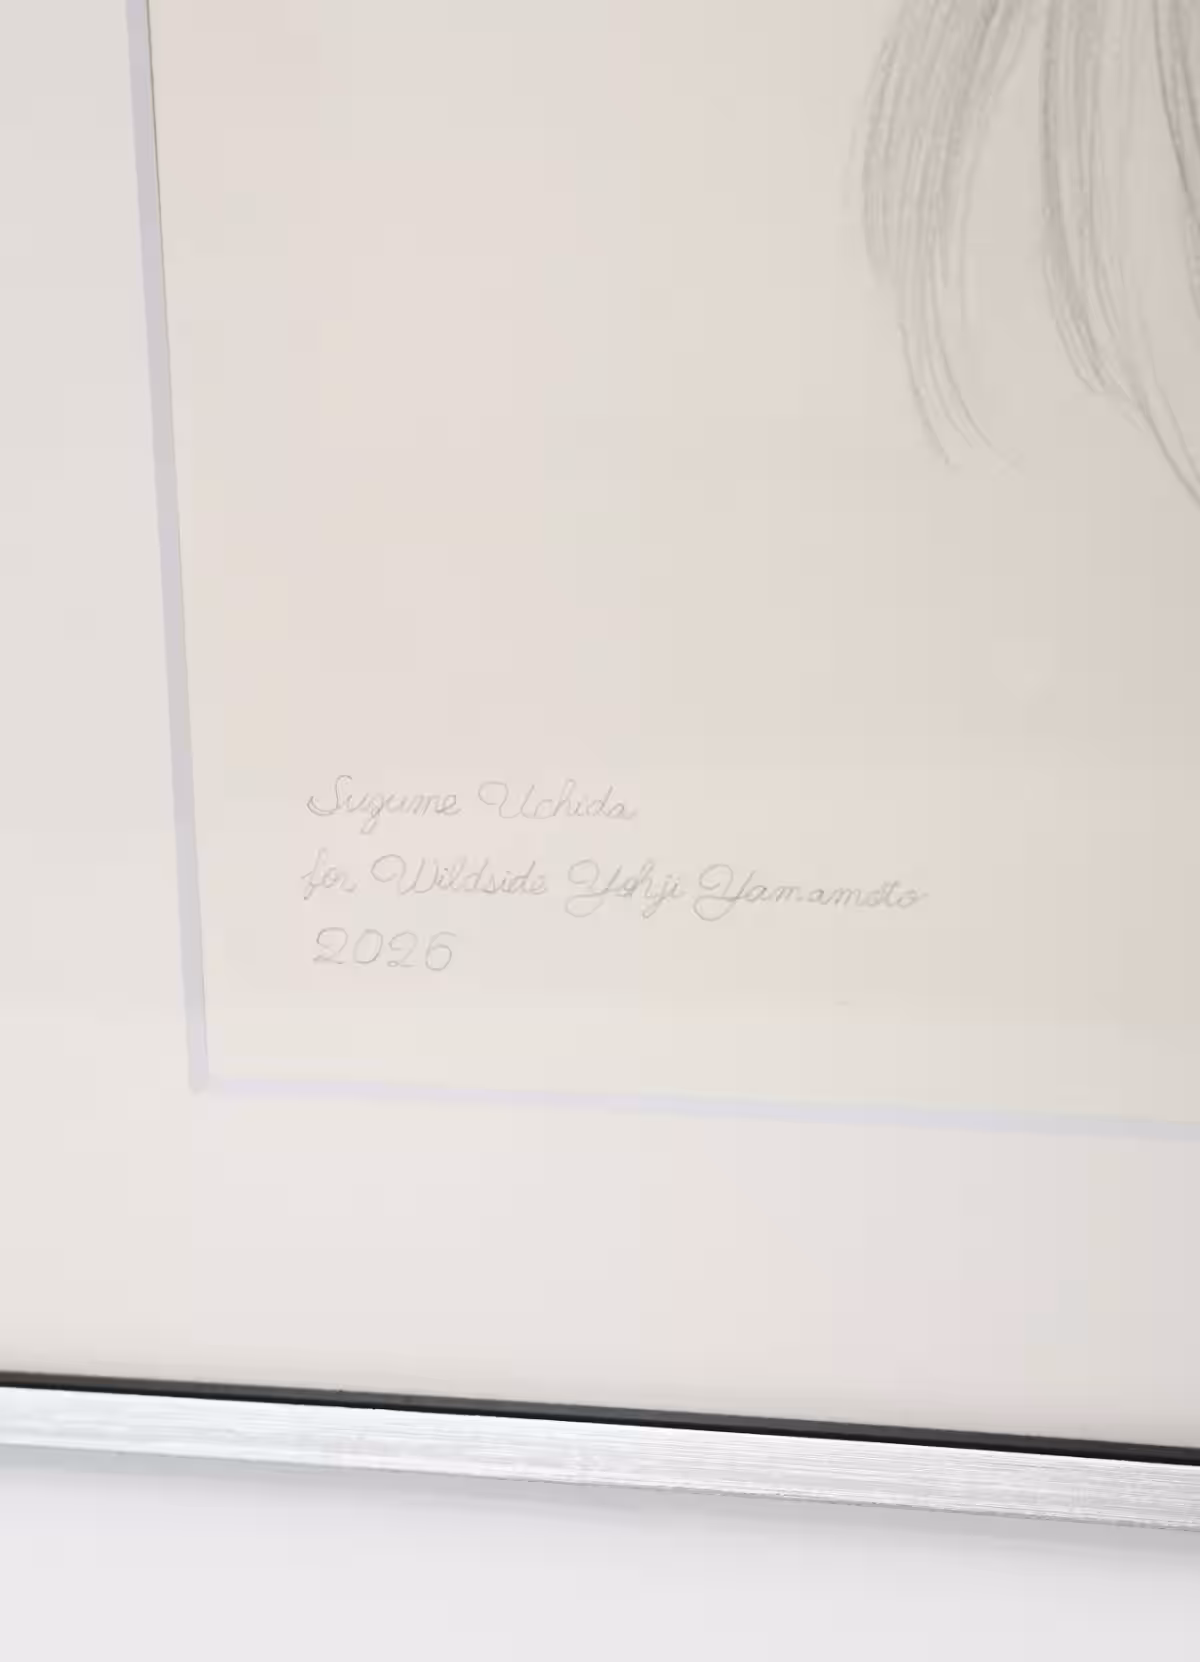 Suzume Uchida
for Wildside Yohji Yamamoto
2026